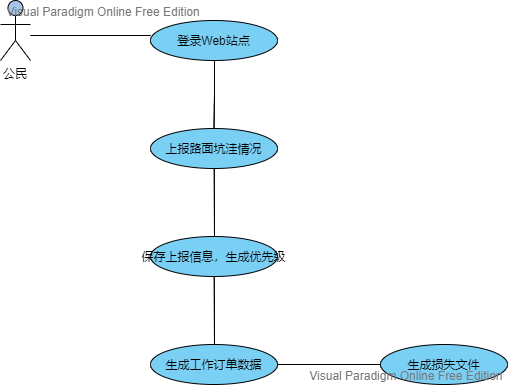 Visual Paradigm Online Free Edition
登录Web站点
公民
上报路面坑洼情况
保存上报信息，生成优先级
生成工作订单数据
生成损失文件
Visual Paradigm Online Free Edition